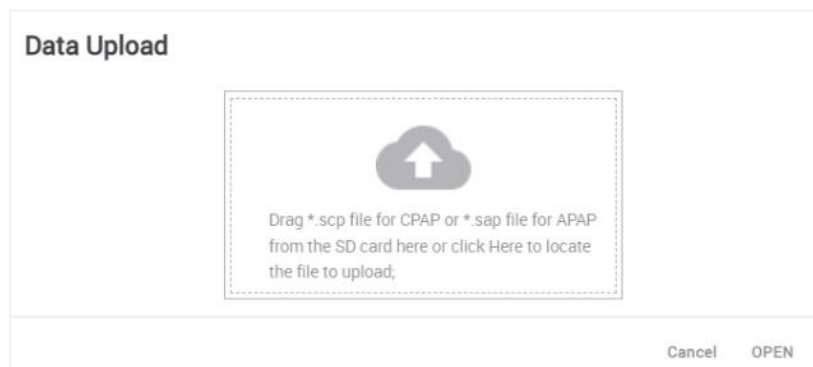 Data Upload
Drag *.scp file for CPAP or *.sap file for APAP
from the SD card here or click Here to locate
the file to upload;
Cancel OPEN